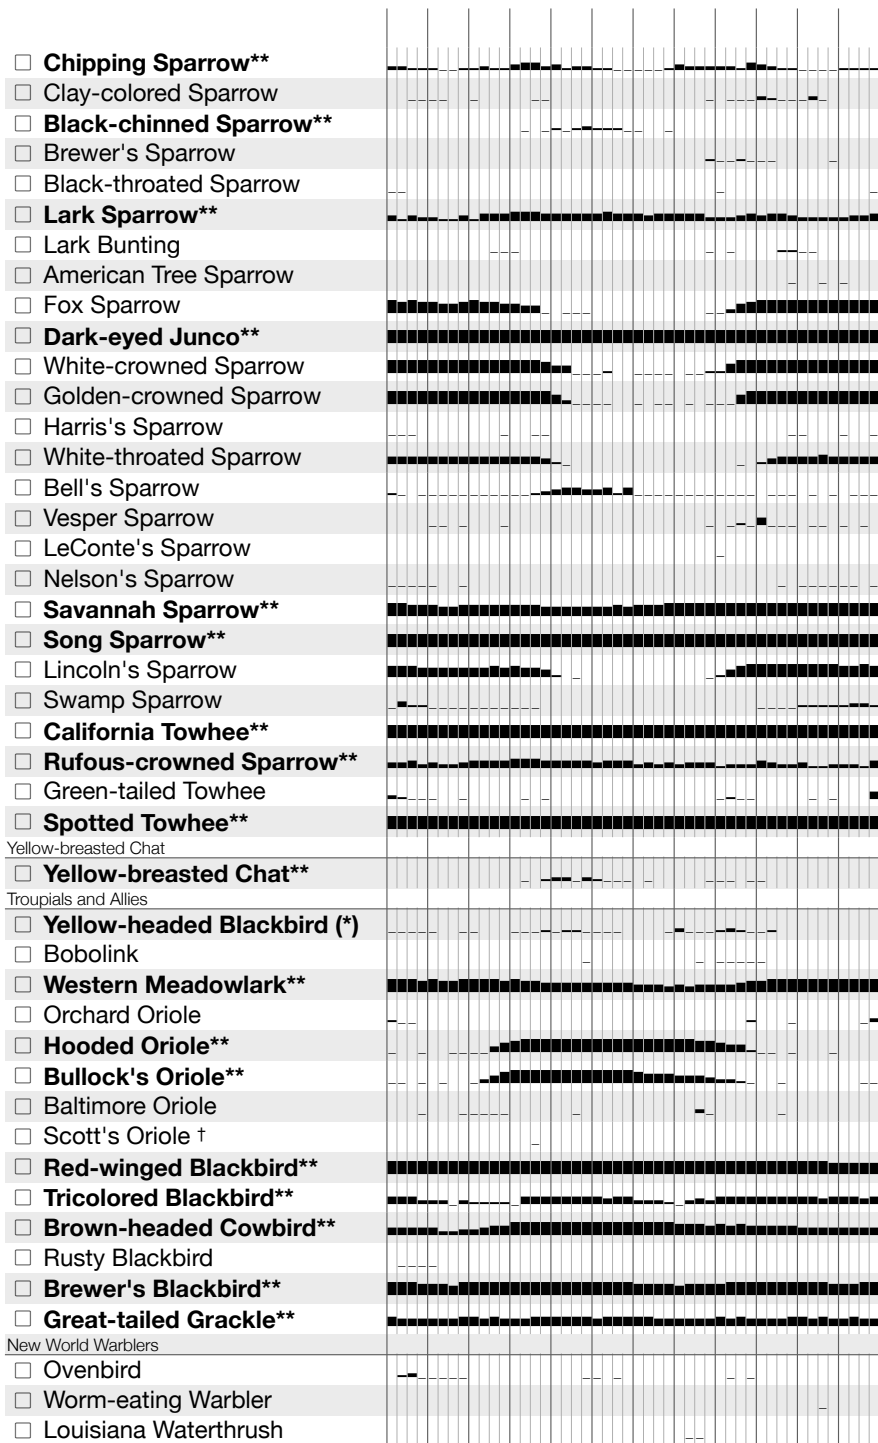 ☐ Chipping Sparrow**
☐ Clay-colored Sparrow
☐ Black-chinned Sparrow**
☐ Brewer's Sparrow
☐ Black-throated Sparrow
☐ Lark Sparrow**
☐ Lark Bunting
☐ American Tree Sparrow
☐ Fox Sparrow
☐ Dark-eyed Junco**
☐ White-crowned Sparrow
☐ Golden-crowned Sparrow
☐ Harris's Sparrow
☐ White-throated Sparrow
☐ Bell's Sparrow
☐ Vesper Sparrow
☐ LeConte's Sparrow
☐ Nelson's Sparrow
☐ Savannah Sparrow**
☐ Song Sparrow**
☐ Lincoln's Sparrow
☐ Swamp Sparrow
☐ California Towhee**
☐ Rufous-crowned Sparrow**
☐ Green-tailed Towhee
☐ Spotted Towhee**
Yellow-breasted Chat
☐ Yellow-breasted Chat**
Troupials and Allies
☐ Yellow-headed Blackbird (*)
☐ Bobolink
☐ Western Meadowlark**
☐ Orchard Oriole
☐ Hooded Oriole**
☐ Bullock's Oriole**
☐ Baltimore Oriole
☐ Scott's Oriole †
☐ Red-winged Blackbird**
☐ Tricolored Blackbird**
☐ Brown-headed Cowbird**
☐ Rusty Blackbird
☐ Brewer's Blackbird**
☐ Great-tailed Grackle**
New World Warblers
☐ Ovenbird
☐ Worm-eating Warbler
☐ Louisiana Waterthrush